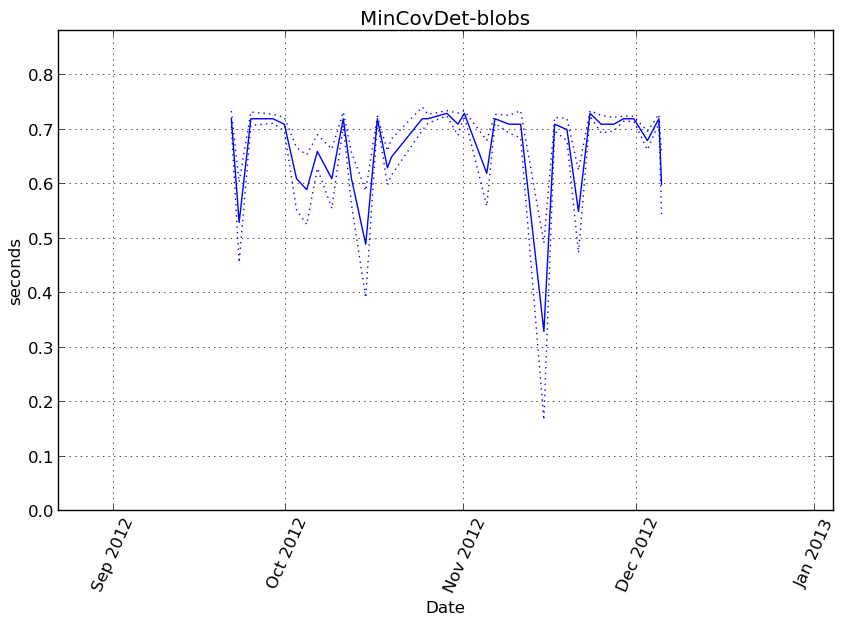 MinCovDet-blobs
0.8
0.7
0.6
0.5
0.4
0.3
0.2
0.1
0.0
seconds
Sep 2012
Oct 2012
Nov 2012
Dec 2012
Jan 2013
Date